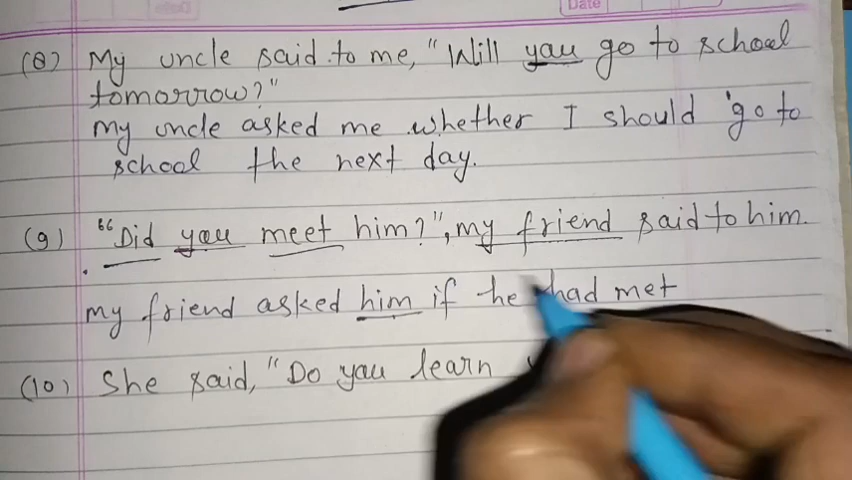 Date
(8) My uncle said to me, "Will you go to school
tomorrow?"
My uncle asked me whether I should go to
school the next day.
(9) "Did you meet him?", my friend said to him.
My friend asked him if he had met
(10) She said, "Do you learn